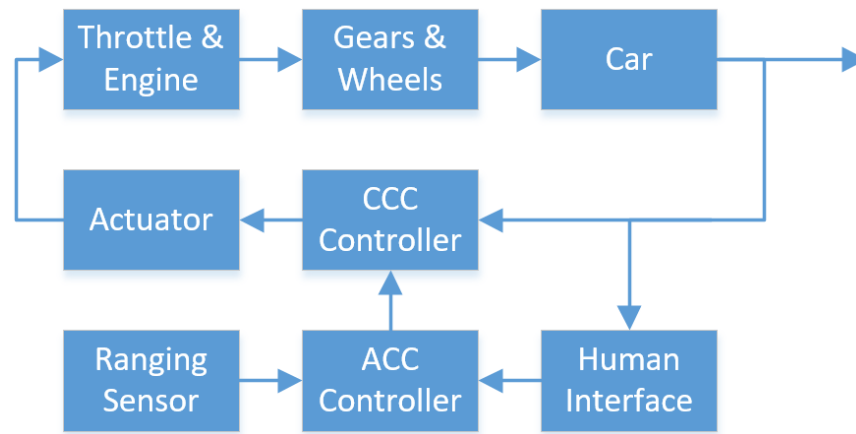 Throttle &
Engine
Gears &
Wheels
Car
Actuator
CCC
Controller
Ranging
Sensor
ACC
Controller
Human
Interface